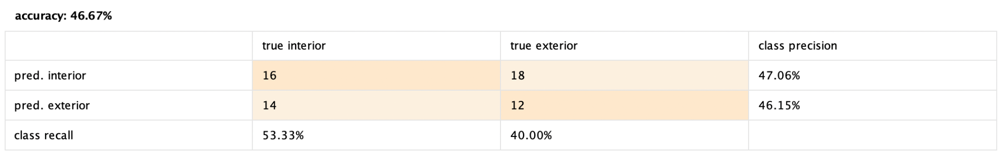 accuracy: 46.67%
true interior true exterior class precision
pred. interior 16 18 47.06%
pred. exterior 14 12 46.15%
class recall 53.33% 40.00%